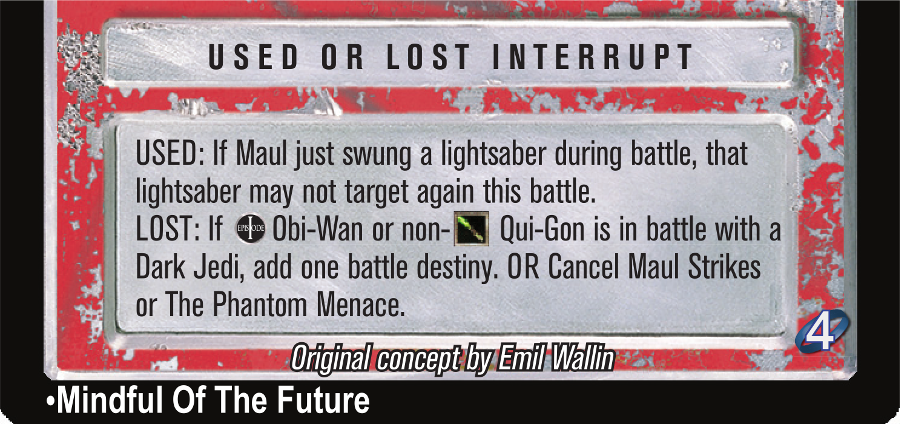 USED OR LOST INTERRUPT
USED: If Maul just swung a lightsaber during battle, that
lightsaber may not target again this battle.
LOST: If EPISODE I Obi-Wan or non- Qui-Gon is in battle with a
Dark Jedi, add one battle destiny. OR Cancel Maul Strikes
or The Phantom Menace.
4
Original concept by Emil Wallin
•Mindful Of The Future